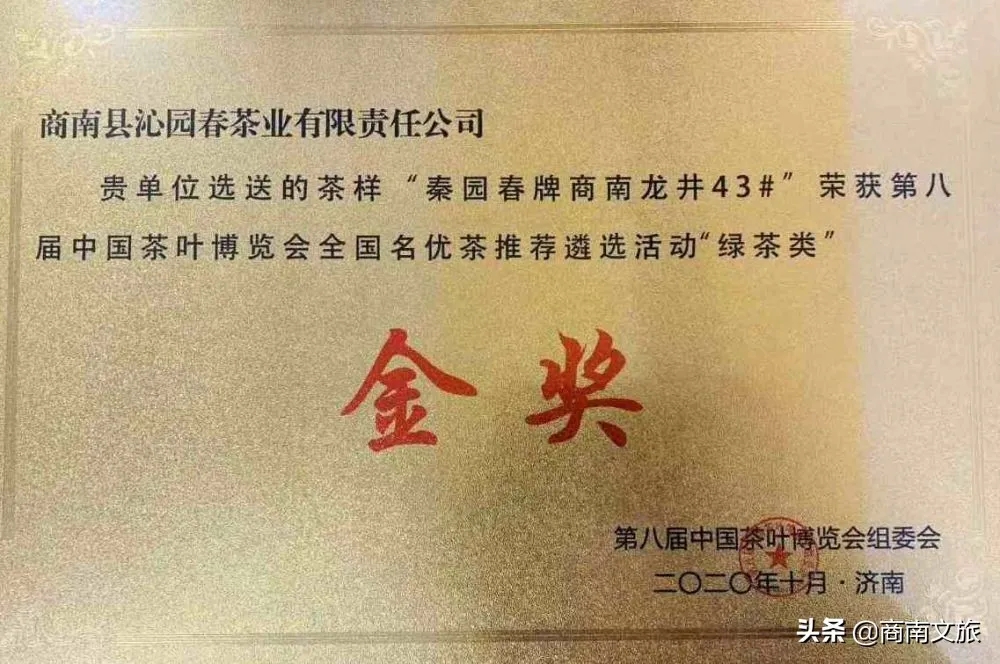 商南县沁园春茶业有限责任公司
贵单位选送的茶样“秦园春牌商南龙井43#”荣获第八
届中国茶叶博览会全国名优茶推荐遴选活动“绿茶类”
金奖
第八届中国茶叶博览会组委会
二〇二〇年十月·济南
头条 @商南文旅